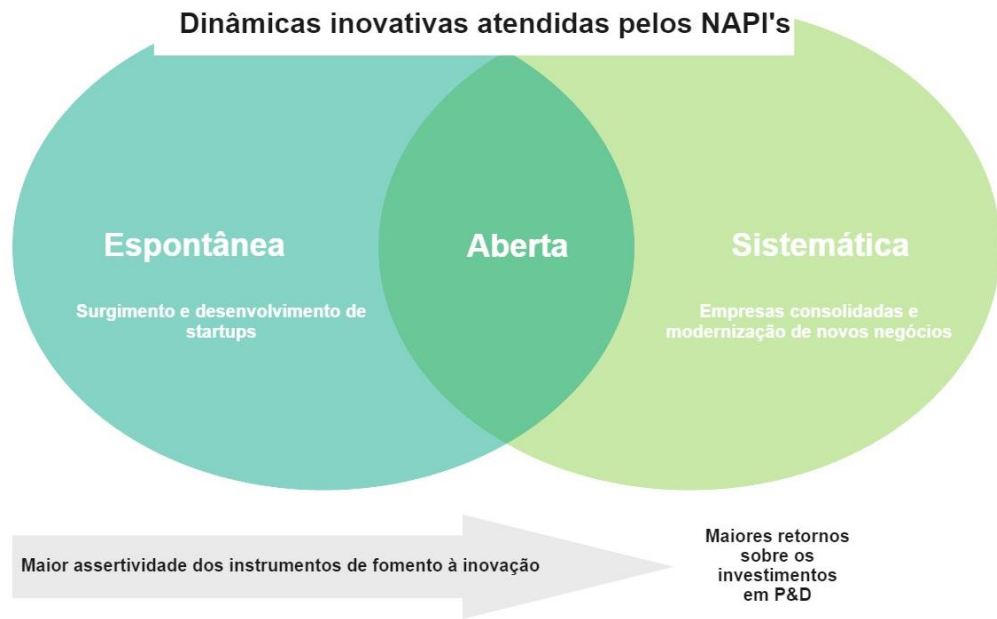 Dinâmicas inovativas atendidas pelos NAPI's
Espontânea
Aberta
Sistemática
Surgimento e desenvolvimento de
startups
Empresas consolidadas e
modernização de novos negócios
Maior assertividade dos instrumentos de fomento à inovação
Maiores retornos
sobre os
investimentos
em P&D